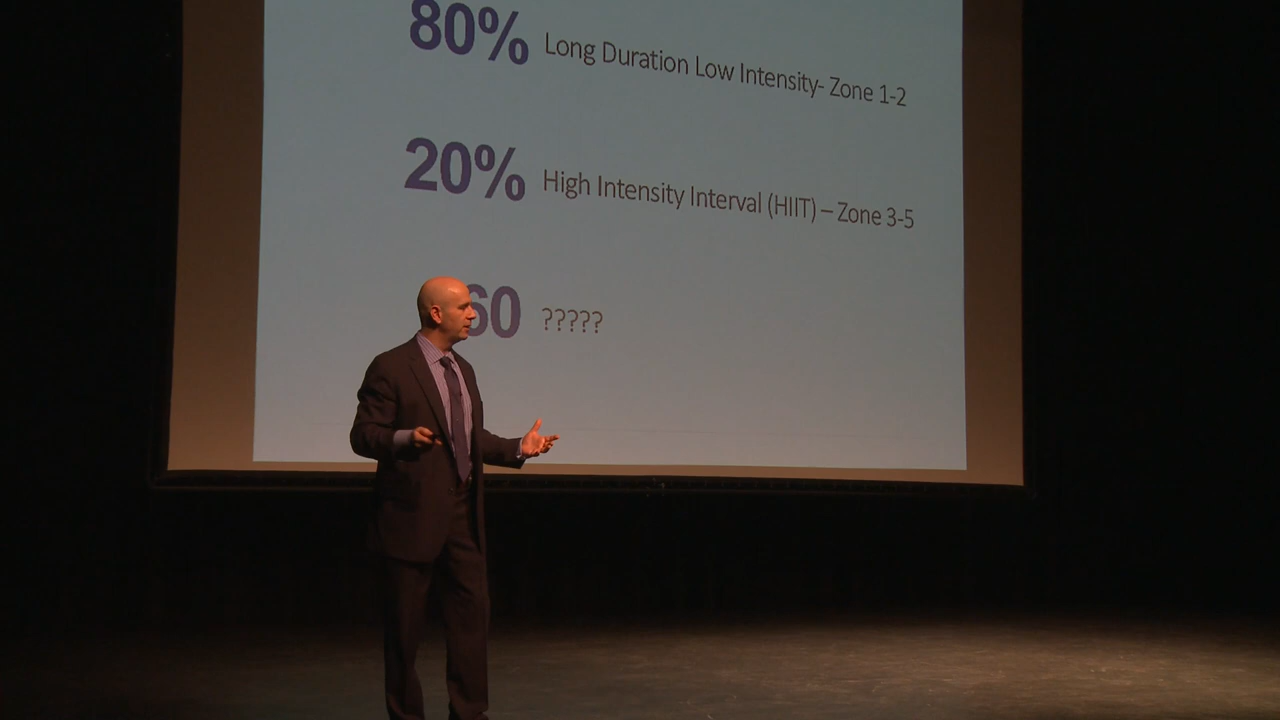 80% Long Duration Low Intensity- Zone 1-2
20% High Intensity Interval (HIIT) – Zone 3-5
60 ?????